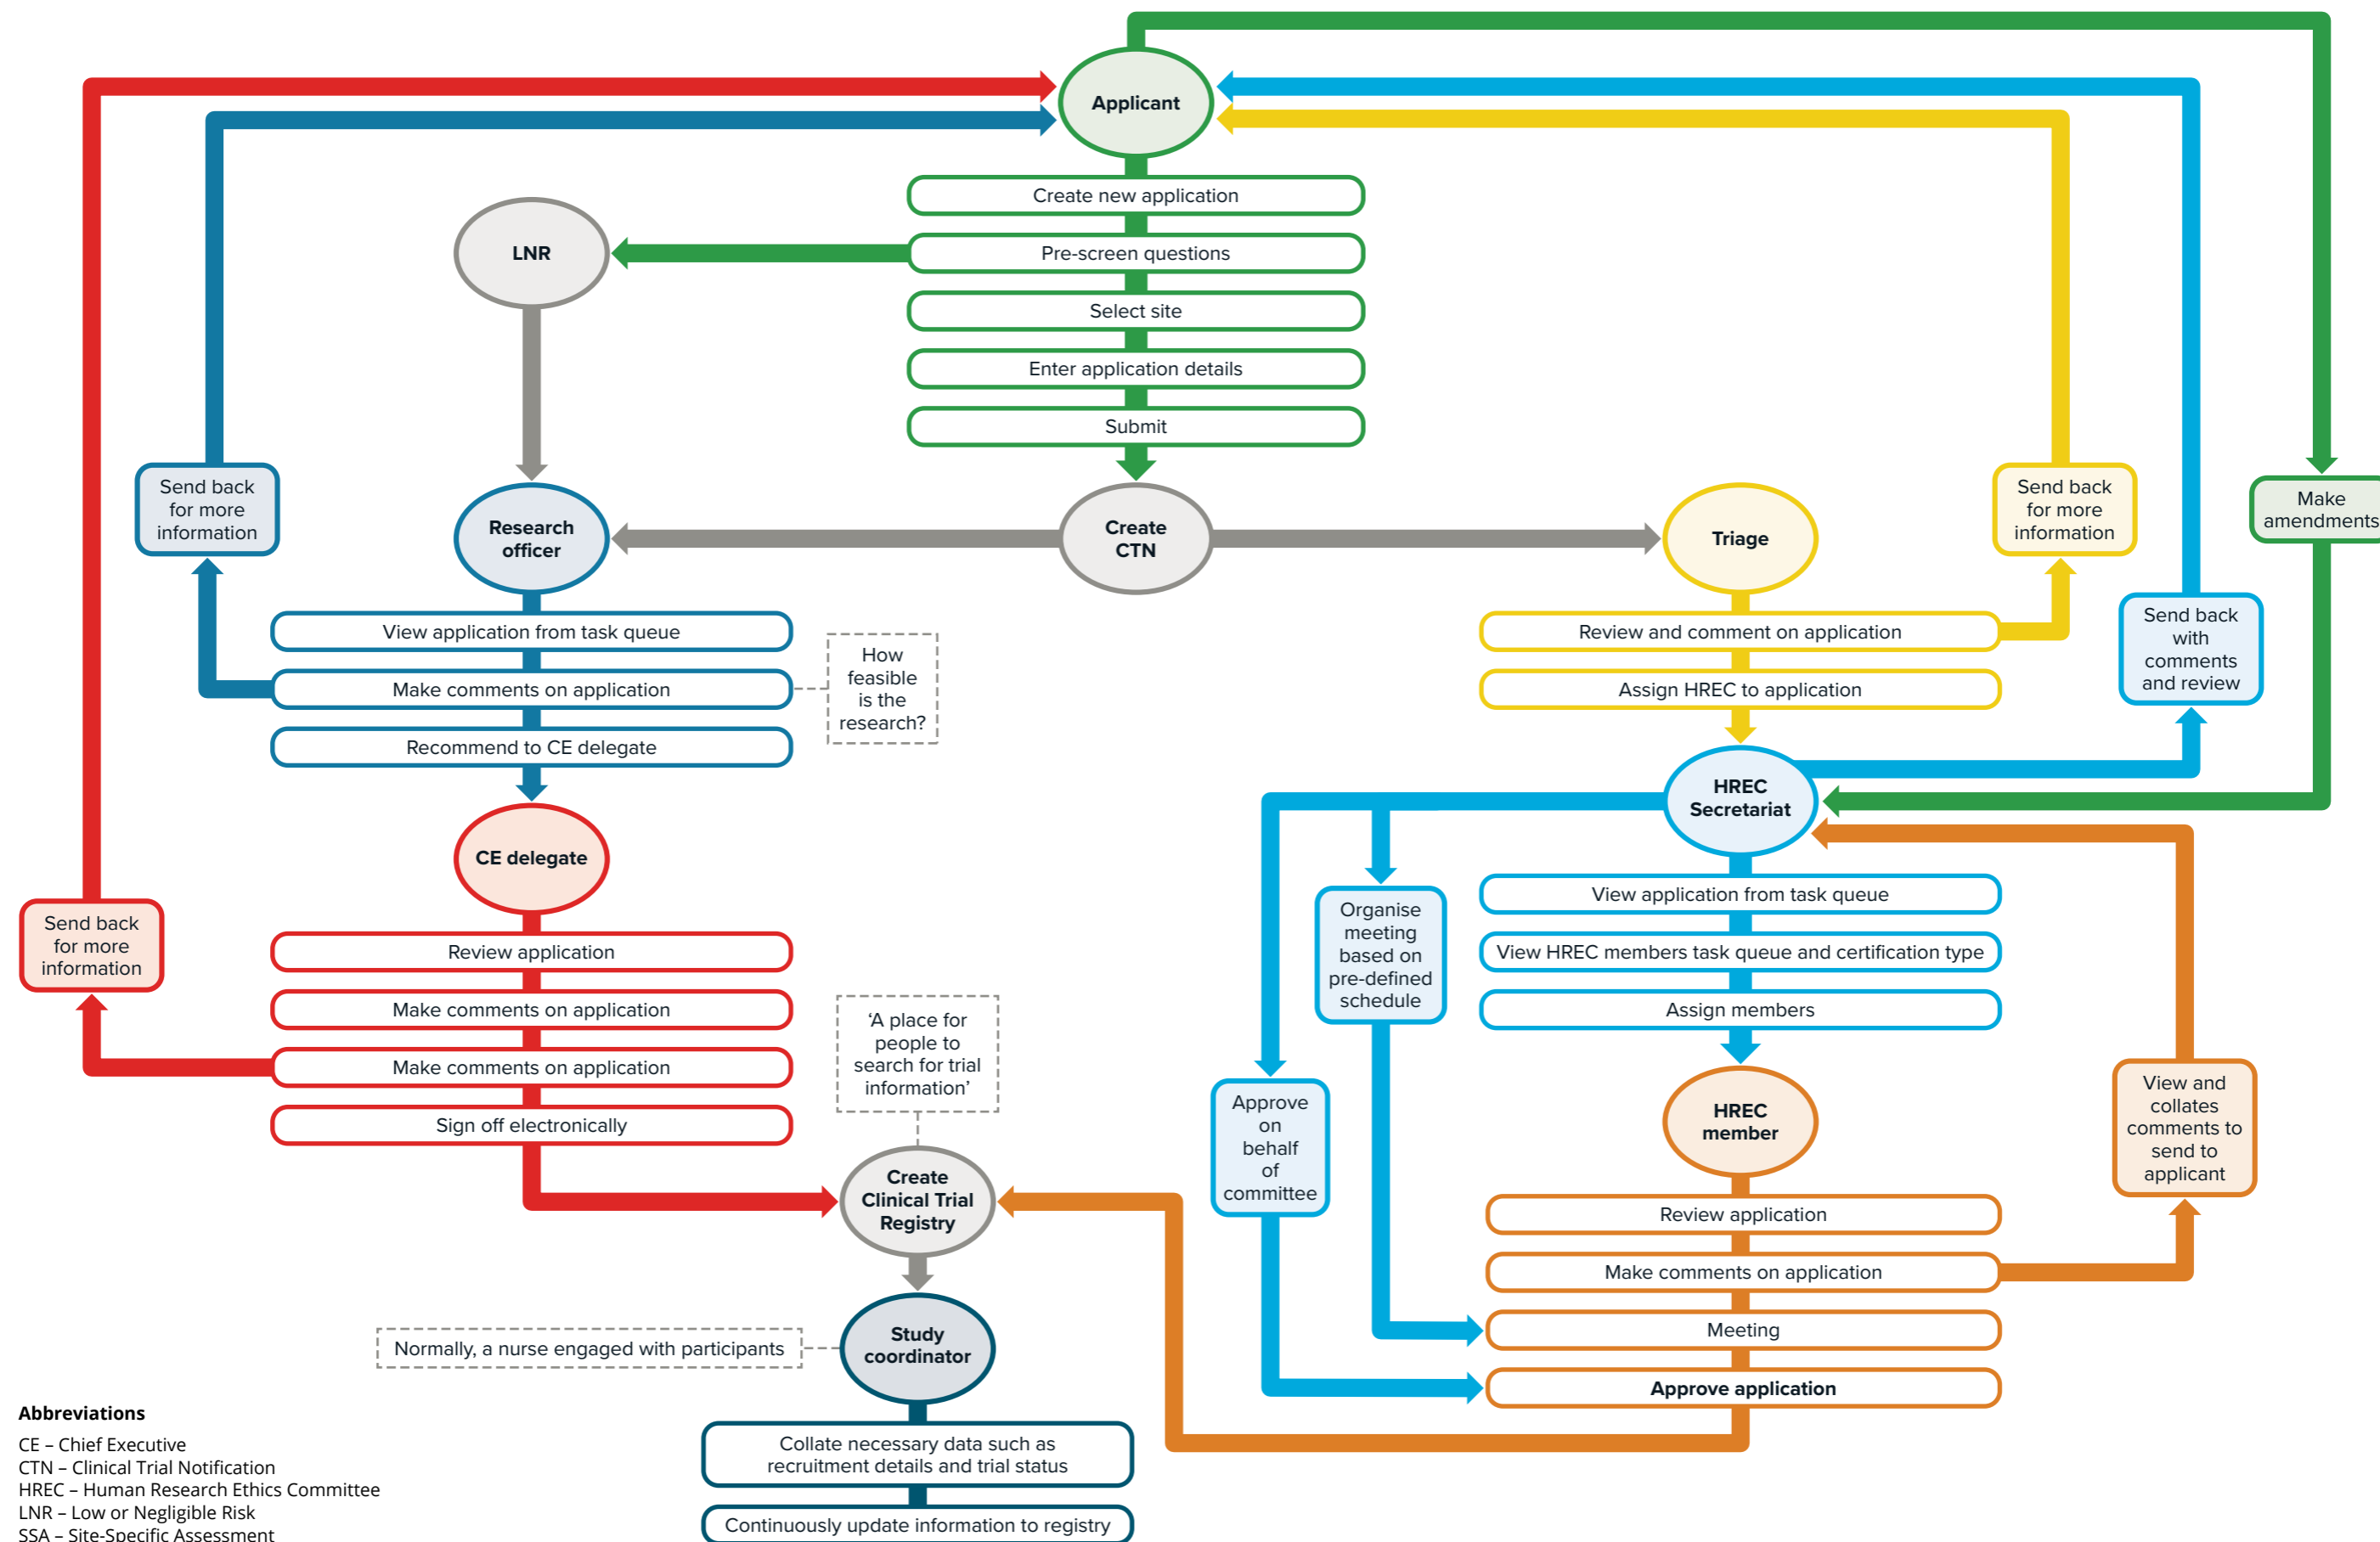 Applicant
Create new application
Pre-screen questions
Select site
Enter application details
Submit
LNR
Send back
for more
information
Research
officer
Create
CTN
Triage
Send back
for more
information
Make
amendments
View application from task queue
Make comments on application
Recommend to CE delegate
How
feasible
is the
research?
Review and comment on application
Assign HREC to application
Send back
with
comments
and review
HREC
Secretariat
CE delegate
Send back
for more
information
Review application
Make comments on application
Make comments on application
Sign off electronically
Organise
meeting
based on
pre-defined
schedule
View application from task queue
View HREC members task queue and certification type
Assign members
‘A place for
people to
search for trial
information’
Approve
on
behalf
of
committee
HREC
member
View and
collates
comments to
send to
applicant
Create
Clinical Trial
Registry
Review application
Make comments on application
Meeting
Approve application
Normally, a nurse engaged with participants
Study
coordinator
Collate necessary data such as
recruitment details and trial status
Continuously update information to registry
Abbreviations
CE – Chief Executive
CTN – Clinical Trial Notification
HREC – Human Research Ethics Committee
LNR – Low or Negligible Risk
SSA – Site-Specific Assessment